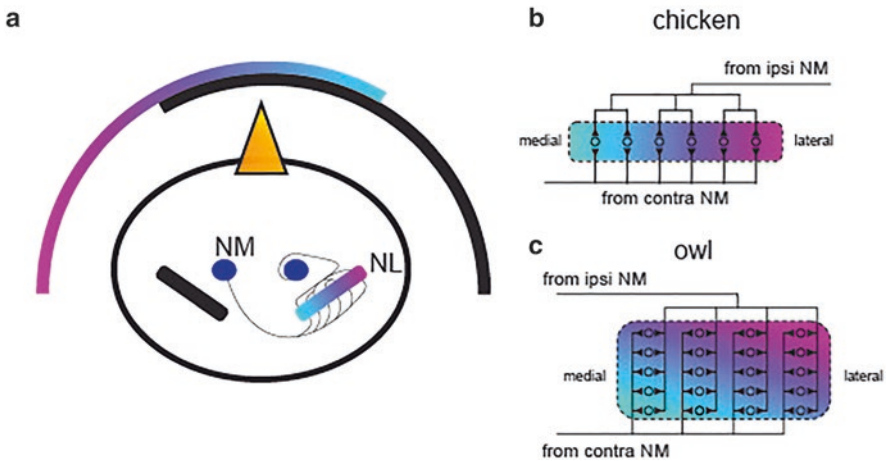 a
NM
NL
b
chicken
from ipsi NM
medial
lateral
from contra NM
c
owl
from ipsi NM
medial
lateral
from contra NM